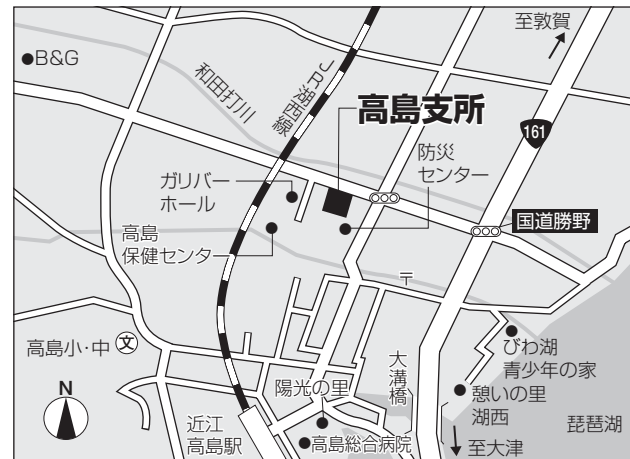 至敦賀
B&G
和田打川
JR湖西線
高島支所
161
防災
センター
ガリバー
ホール
国道勝野
高島
保健センター
〒
高島小・中
文
びわ湖
青少年の家
大溝橋
陽光の里
憩いの里
湖西
N
琵琶湖
近江
高島駅
高島総合病院
至大津